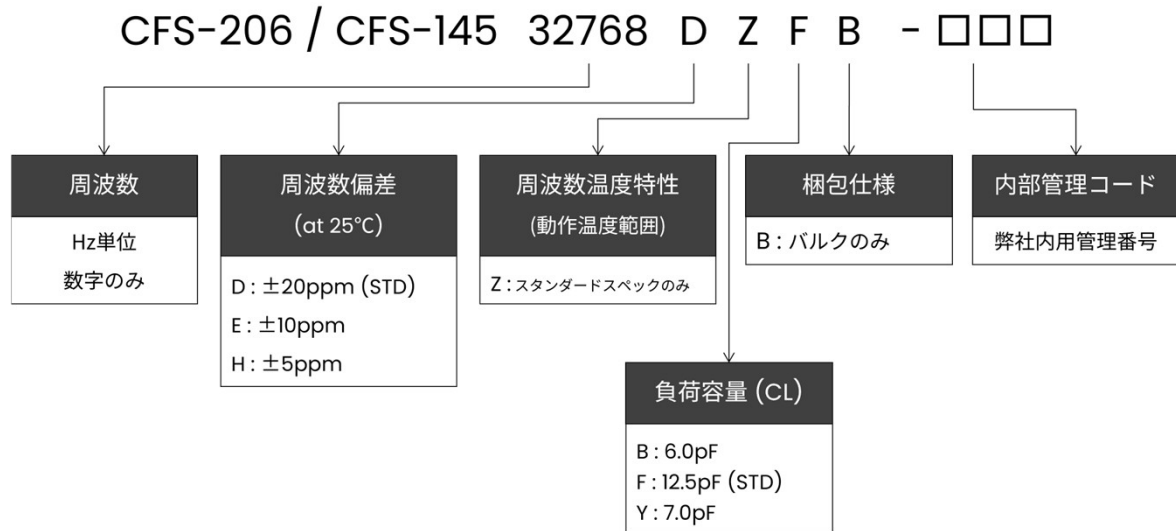 CFS-206 / CFS-145 32768 D Z F B - □□□
周波数
Hz単位
数字のみ
周波数偏差
(at 25℃)
D : ±20ppm (STD)
E : ±10ppm
H : ±5ppm
周波数温度特性
(動作温度範囲)
Z : スタンダードスペックのみ
梱包仕様
B : バルクのみ
内部管理コード
弊社内用管理番号
負荷容量 (CL)
B : 6.0pF
F : 12.5pF (STD)
Y : 7.0pF